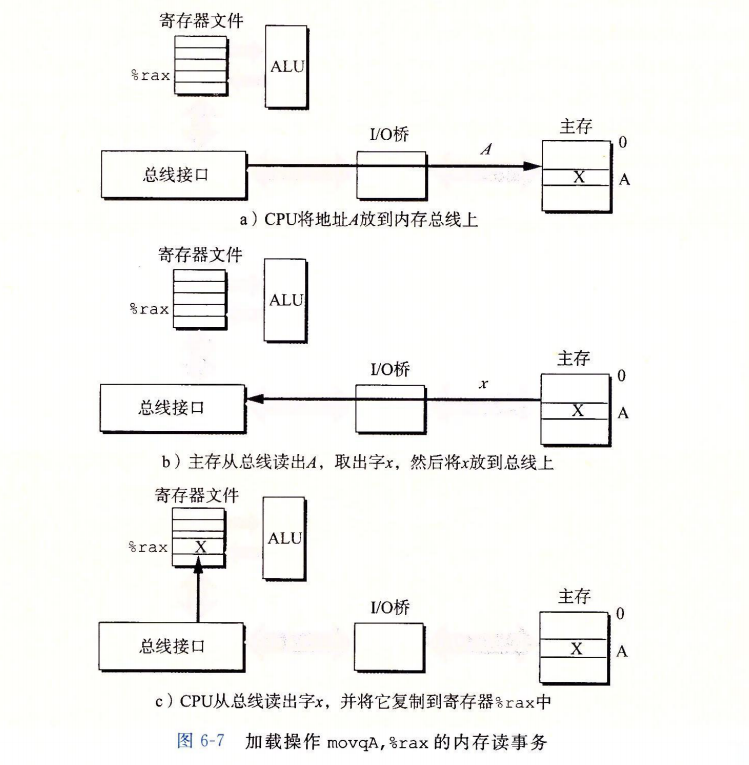 寄存器文件
%rax
ALU
I/O桥
主存
0
总线接口
A
X
A
a）CPU将地址A放到内存总线上
寄存器文件
%rax
ALU
I/O桥
主存
0
总线接口
x
X
A
b）主存从总线读出A，取出字x，然后将x放到总线上
寄存器文件
%rax
X
ALU
I/O桥
主存
0
总线接口
X
A
c）CPU从总线读出字x，并将它复制到寄存器%rax中
图 6-7 加载操作 movqA,%rax 的内存读事务